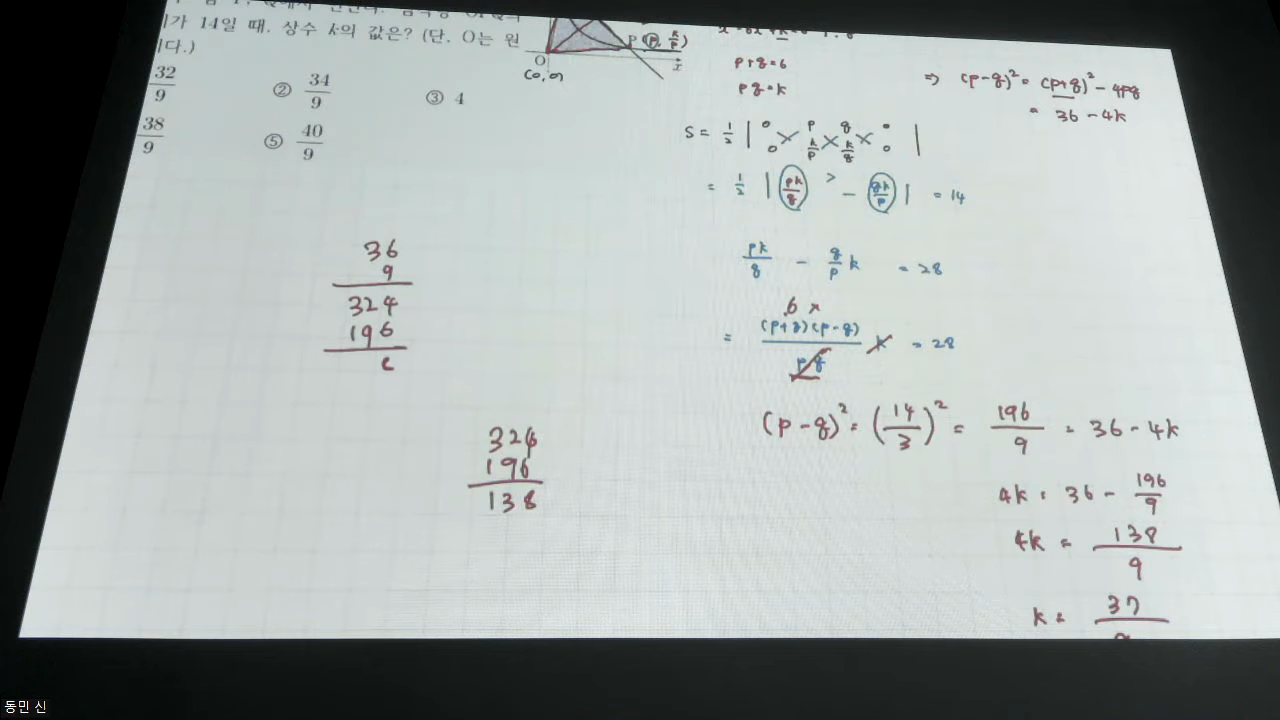 가 14일 때, 상수 k의 값은? (단, O는 원
다.)
32/9
② 34/9
③ 4
38/9
⑤ 40/9
O
(0,0)
P (p, k/p)
x
p+q=6
pq=k
⇒ (p-q)² = (p+q)² - 4pq
= 36-4k
S = 1/2 | 0 p q 0
0 k/p k/q 0 |
= 1/2 | pk/q > - qk/p | = 14
pk/q - q/p k = 28
6 ×
= (p+q)(p-q)/pq k = 28
(p-q)² = (14/3)² = 196/9 = 36-4k
4k = 36 - 196/9
4k = 138/9
k = 37
36
9
324
196
324
196
138
동민 신